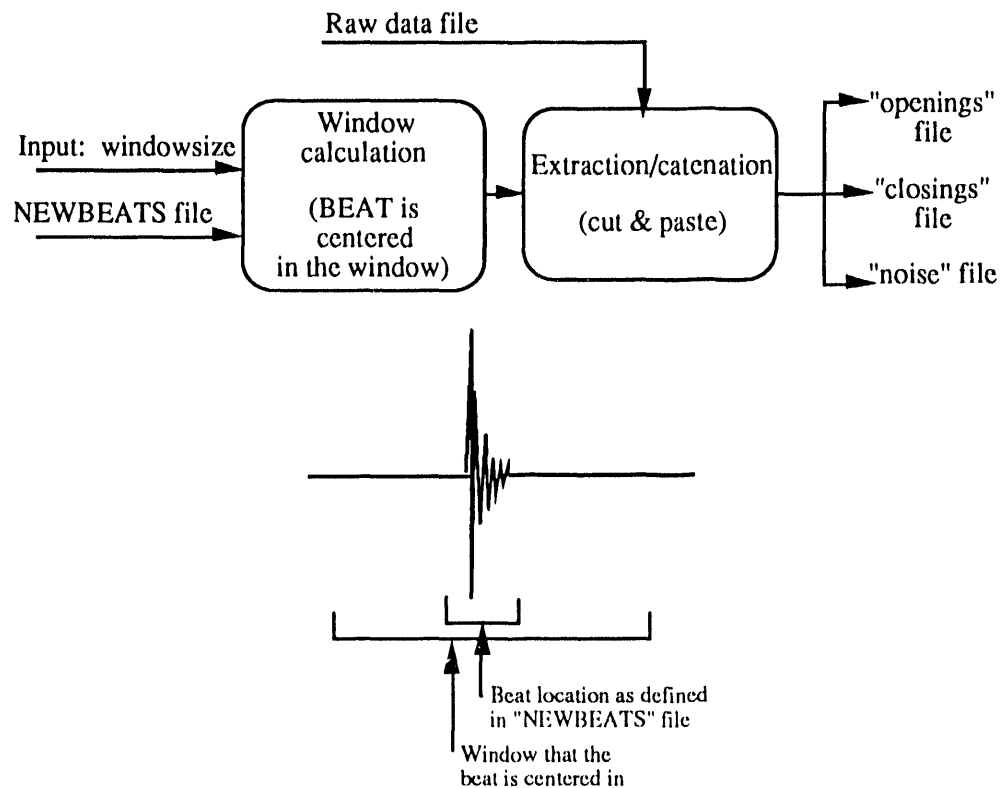 Raw data file
Input: windowsize
NEWBEATS file
Window
calculation
(BEAT is
centered
in the window)
Extraction/catenation
(cut & paste)
"openings"
file
"closings"
file
"noise" file
Beat location as defined
in "NEWBEATS" file
Window that the
beat is centered in